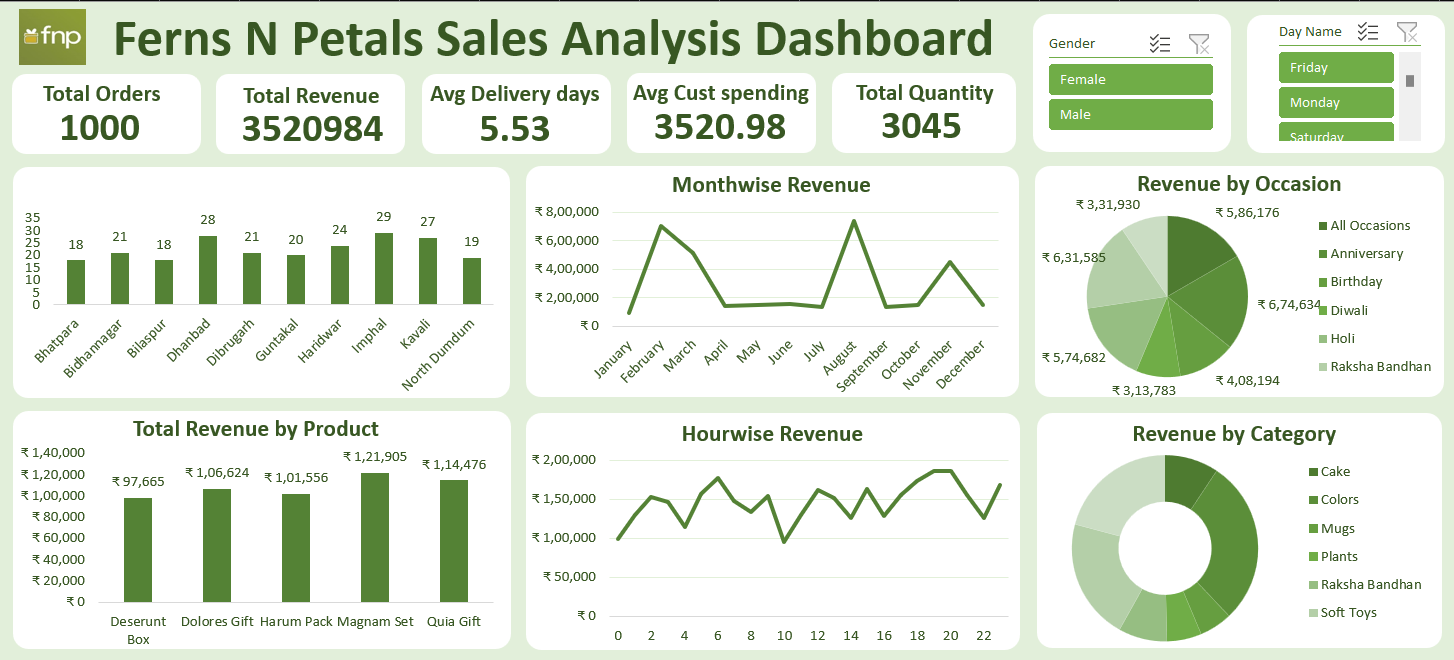 fnp
Ferns N Petals Sales Analysis Dashboard
Gender
Female
Male
Day Name
Friday
Monday
Saturday
Total Orders
1000
Total Revenue
3520984
Avg Delivery days
5.53
Avg Cust spending
3520.98
Total Quantity
3045
35
30
25
20
15
10
5
0
18
21
18
28
21
20
24
29
27
19
Bhatpara
Bidhannagar
Bilaspur
Dhanbad
Dibrugarh
Guntakal
Haridwar
Imphal
Kavali
North Dumdum
Monthwise Revenue
₹ 8,00,000
₹ 6,00,000
₹ 4,00,000
₹ 2,00,000
₹ 0
January
February
March
April
May
June
July
August
September
October
November
December
Revenue by Occasion
₹ 3,31,930
₹ 5,86,176
₹ 6,31,585
₹ 6,74,634
₹ 5,74,682
₹ 4,08,194
₹ 3,13,783
All Occasions
Anniversary
Birthday
Diwali
Holi
Raksha Bandhan
Total Revenue by Product
₹ 1,40,000
₹ 1,20,000
₹ 1,00,000
₹ 80,000
₹ 60,000
₹ 40,000
₹ 20,000
₹ 0
₹ 97,665
₹ 1,06,624
₹ 1,01,556
₹ 1,21,905
₹ 1,14,476
Deserunt
Box
Dolores Gift
Harum Pack
Magnam Set
Quia Gift
Hourwise Revenue
₹ 2,00,000
₹ 1,50,000
₹ 1,00,000
₹ 50,000
₹ 0
0 2 4 6 8 10 12 14 16 18 20 22
Revenue by Category
Cake
Colors
Mugs
Plants
Raksha Bandhan
Soft Toys